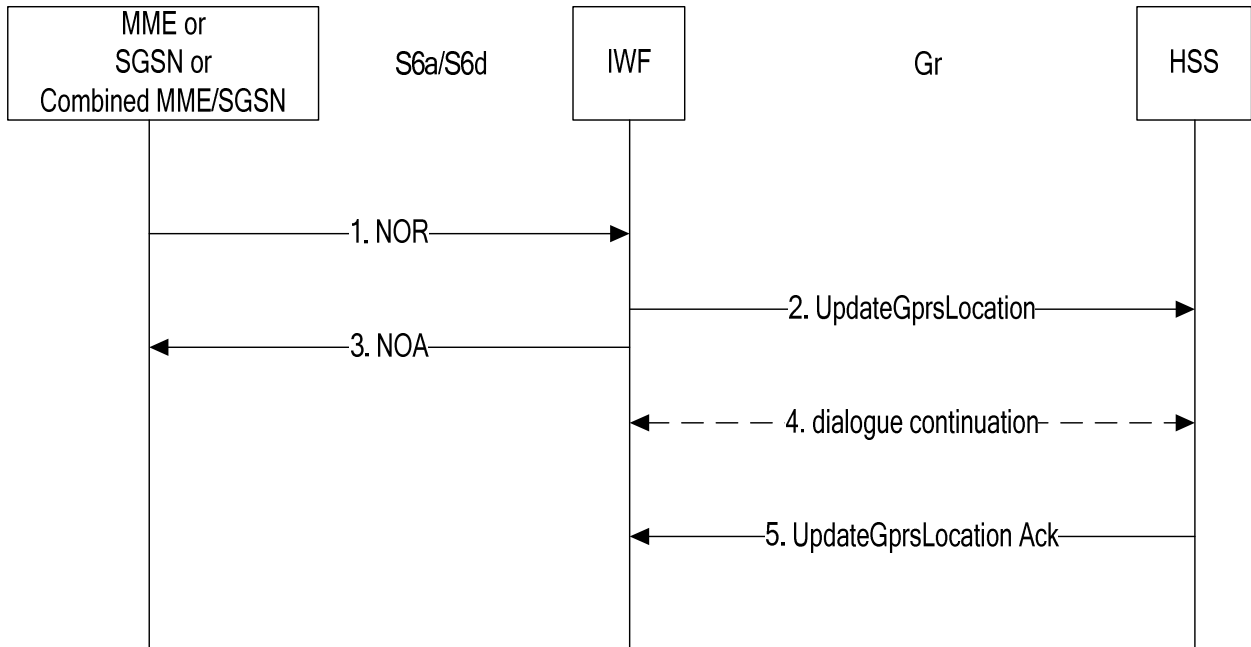 MME or
SGSN or
Combined MME/SGSN
S6a/S6d
IWF
Gr
HSS
1. NOR
2. UpdateGprsLocation
3. NOA
4. dialogue continuation
5. UpdateGprsLocation Ack